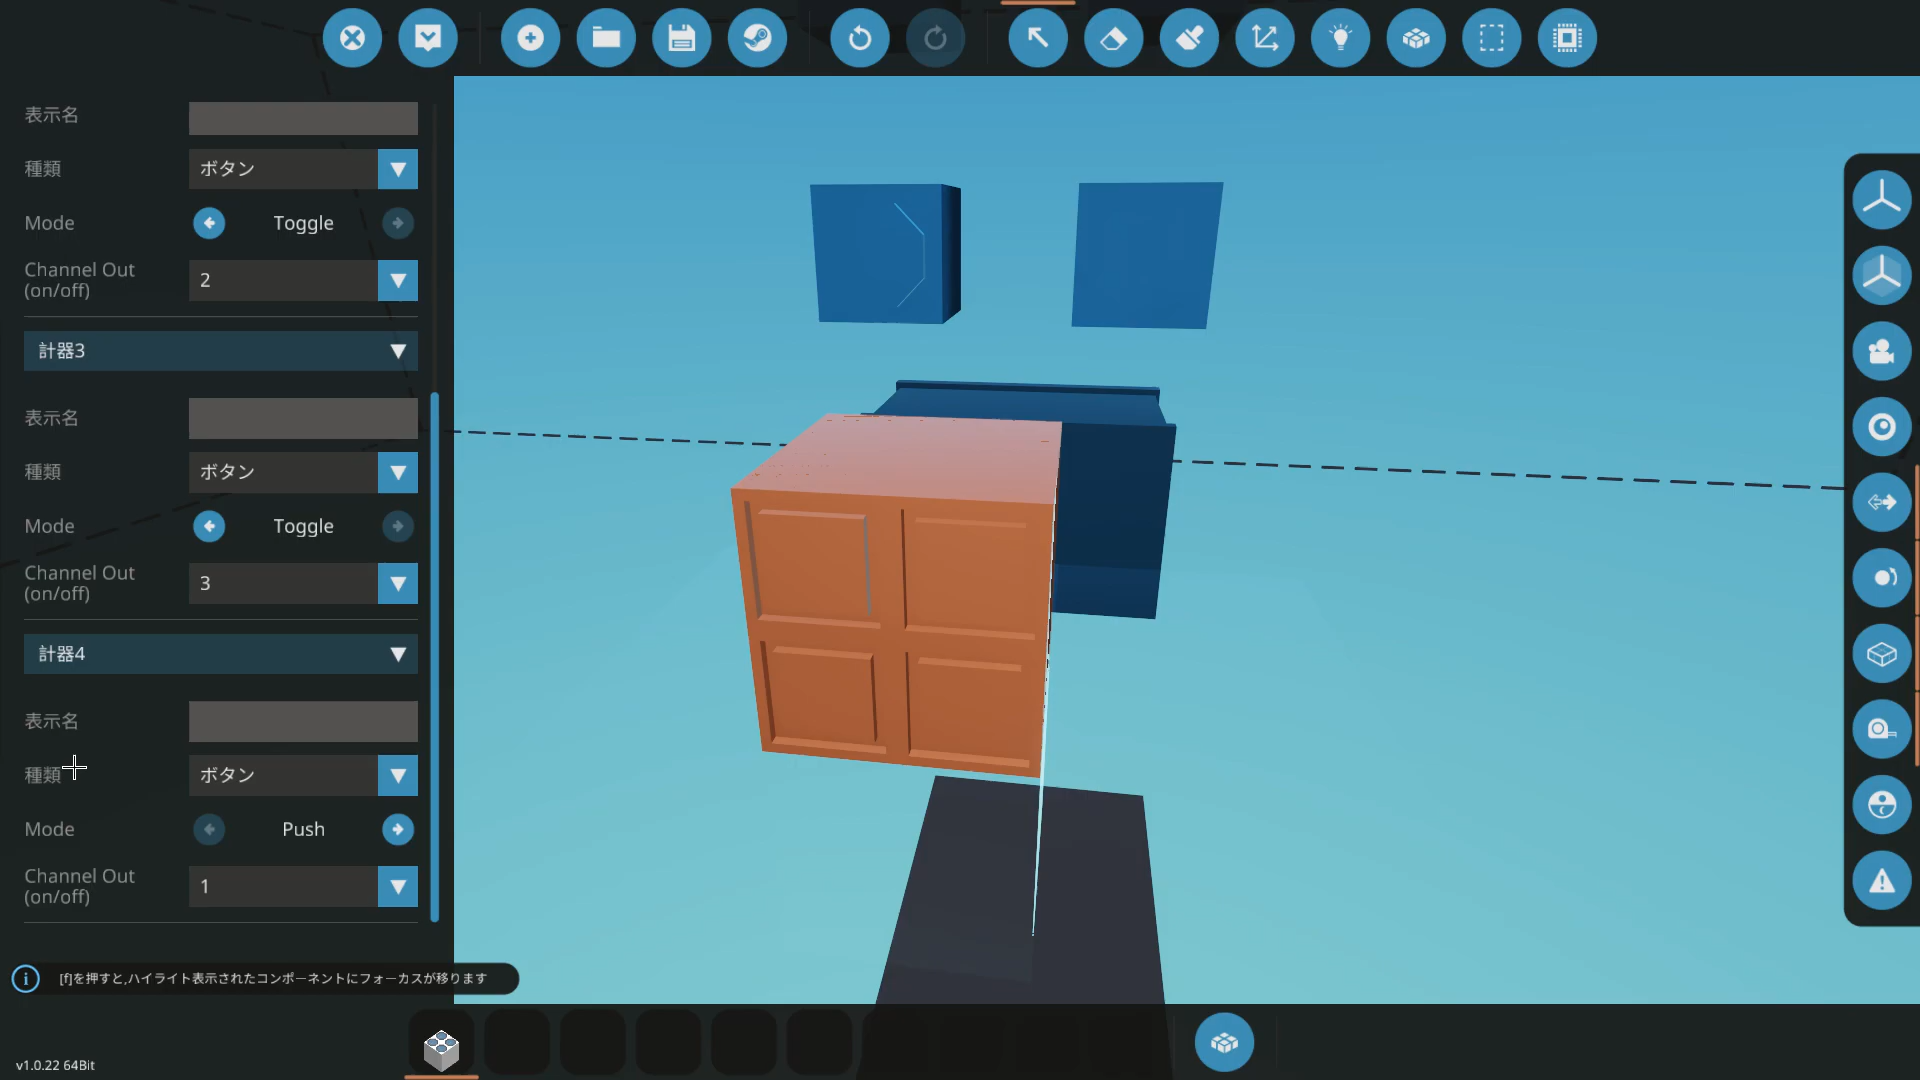 表示名
種類
ボタン
Mode
Toggle
Channel Out
(on/off)
2
計器3
表示名
種類
ボタン
Mode
Toggle
Channel Out
(on/off)
3
計器4
表示名
種類
ボタン
Mode
Push
Channel Out
(on/off)
1
[f]を押すと,ハイライト表示されたコンポーネントにフォーカスが移ります
v1.0.22 64Bit